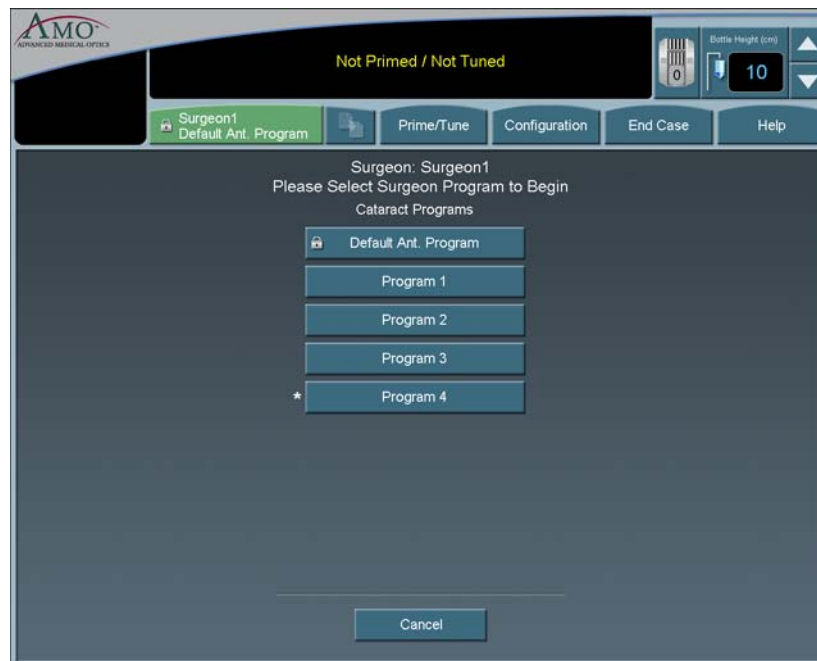 AMO
ADVANCED MEDICAL OPTICS
Not Primed / Not Tuned
0
Bottle Height (cm)
10
Surgeon1
Default Ant. Program
Prime/Tune
Configuration
End Case
Help
Surgeon: Surgeon1
Please Select Surgeon Program to Begin
Cataract Programs
Default Ant. Program
Program 1
Program 2
Program 3
* Program 4
Cancel